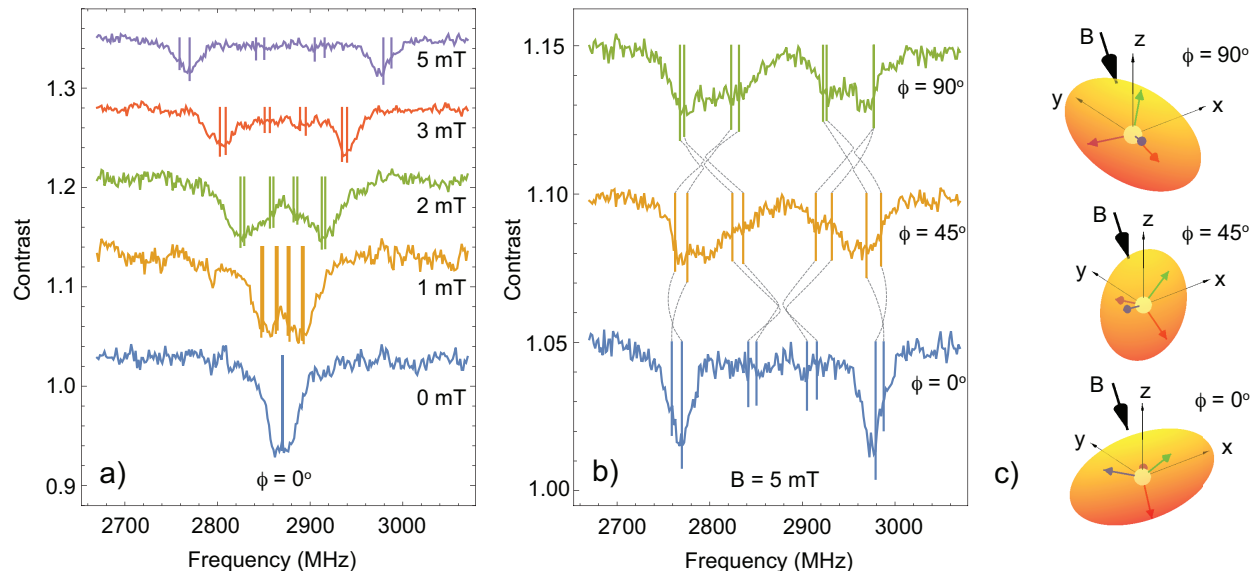 5 mT
3 mT
2 mT
1 mT
0 mT
1.3
1.2
1.1
1.0
0.9
Contrast
a)
ϕ = 0°
2700 2800 2900 3000
Frequency (MHz)
1.15
1.10
1.05
1.00
Contrast
ϕ = 90°
ϕ = 45°
ϕ = 0°
b)
B = 5 mT
2700 2800 2900 3000
Frequency (MHz)
c)
B
z
ϕ = 90°
y
x
B
z
ϕ = 45°
y
x
B
z
ϕ = 0°
y
x